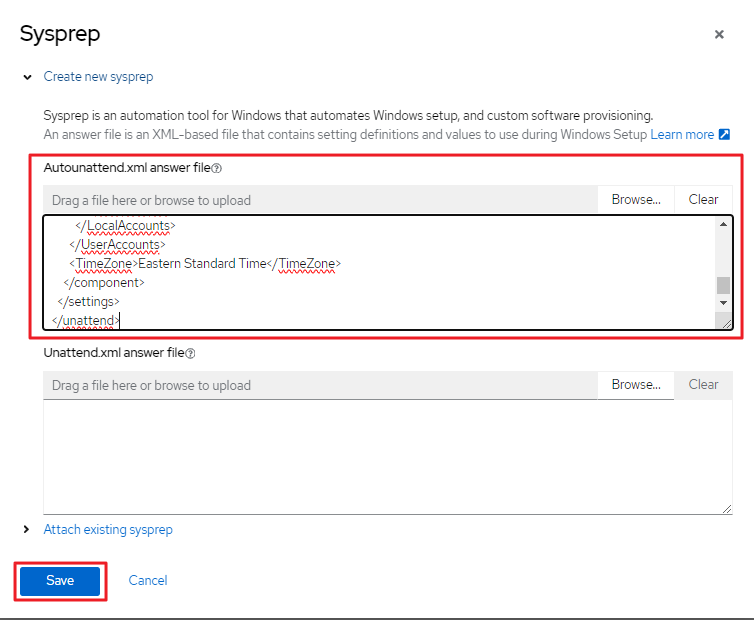 Sysprep
Create new sysprep
Sysprep is an automation tool for Windows that automates Windows setup, and custom software provisioning.
An answer file is an XML-based file that contains setting definitions and values to use during Windows Setup Learn more
Autounattend.xml answer file
Drag a file here or browse to upload Browse... Clear
</LocalAccounts>
</UserAccounts>
<TimeZone>Eastern Standard Time</TimeZone>
</component>
</settings>
</unattend>
Unattend.xml answer file
Drag a file here or browse to upload Browse... Clear
Attach existing sysprep
Save Cancel